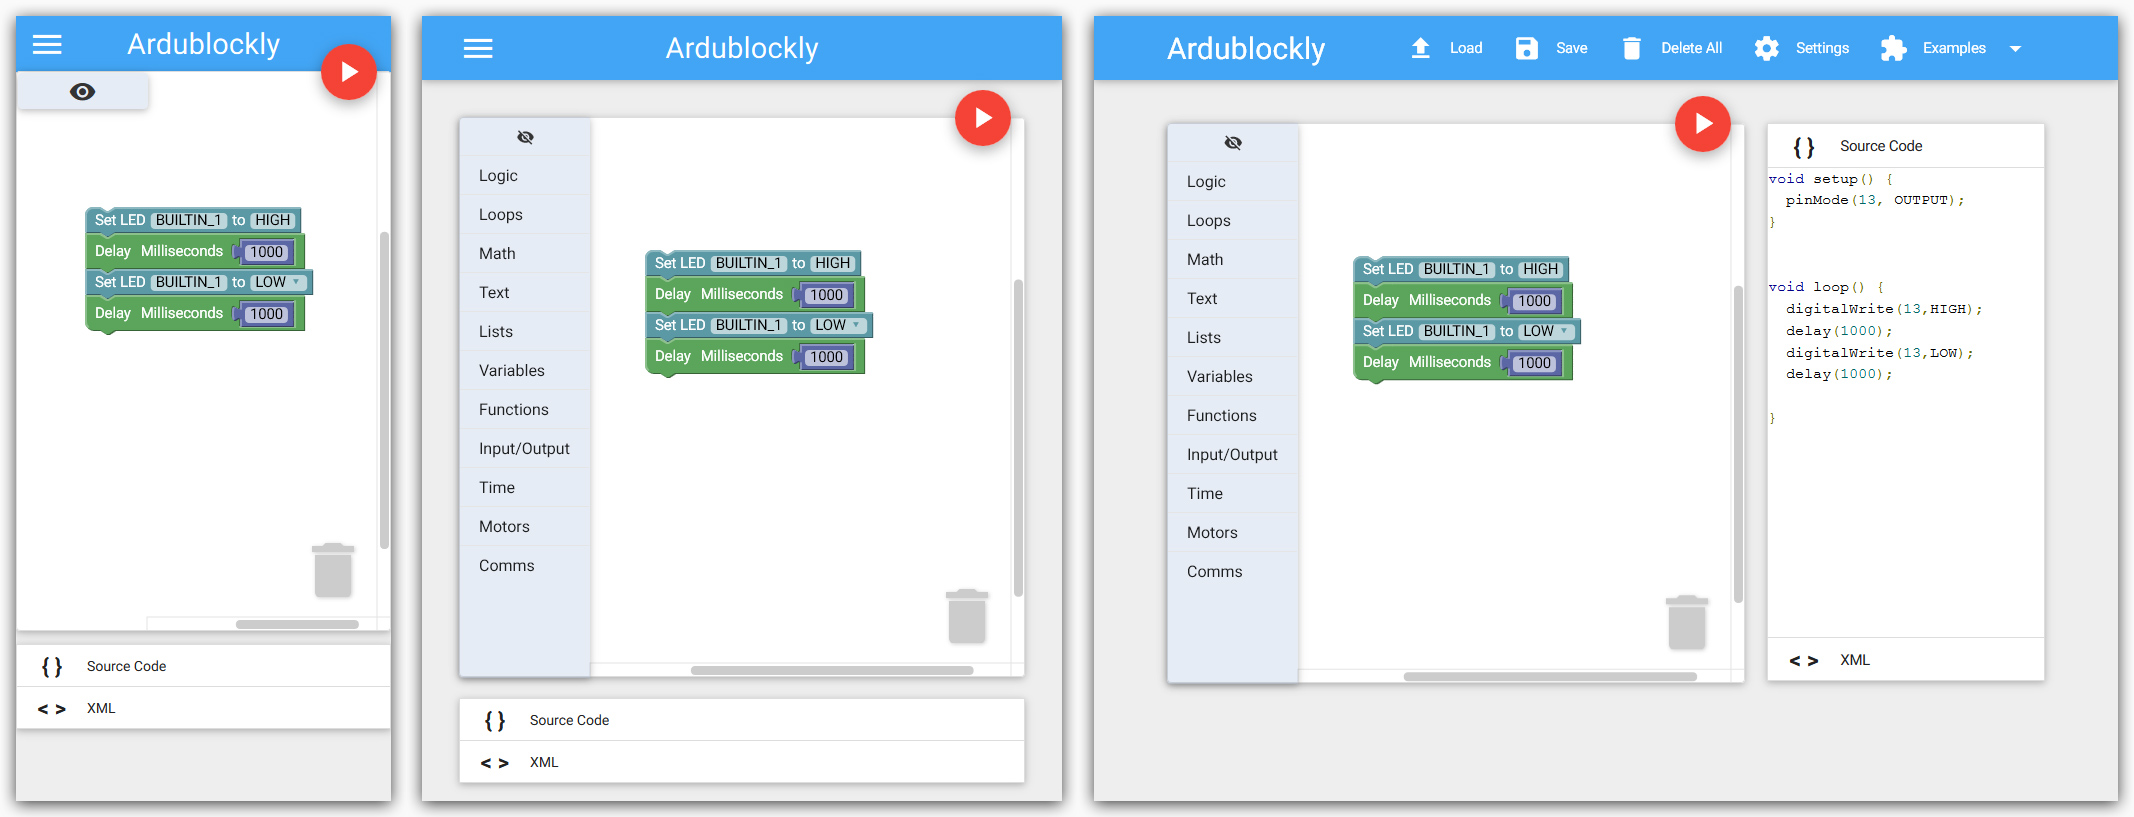 Ardublockly
Set LED BUILTIN_1 to HIGH
Delay Milliseconds 1000
Set LED BUILTIN_1 to LOW
Delay Milliseconds 1000
{ } Source Code
< > XML
Ardublockly
Logic
Loops
Math
Text
Lists
Variables
Functions
Input/Output
Time
Motors
Comms
Set LED BUILTIN_1 to HIGH
Delay Milliseconds 1000
Set LED BUILTIN_1 to LOW
Delay Milliseconds 1000
{ } Source Code
< > XML
Ardublockly Load Save Delete All Settings Examples
Logic
Loops
Math
Text
Lists
Variables
Functions
Input/Output
Time
Motors
Comms
Set LED BUILTIN_1 to HIGH
Delay Milliseconds 1000
Set LED BUILTIN_1 to LOW
Delay Milliseconds 1000
{ } Source Code
void setup() {
  pinMode(13, OUTPUT);
}
void loop() {
  digitalWrite(13,HIGH);
  delay(1000);
  digitalWrite(13,LOW);
  delay(1000);
}
< > XML